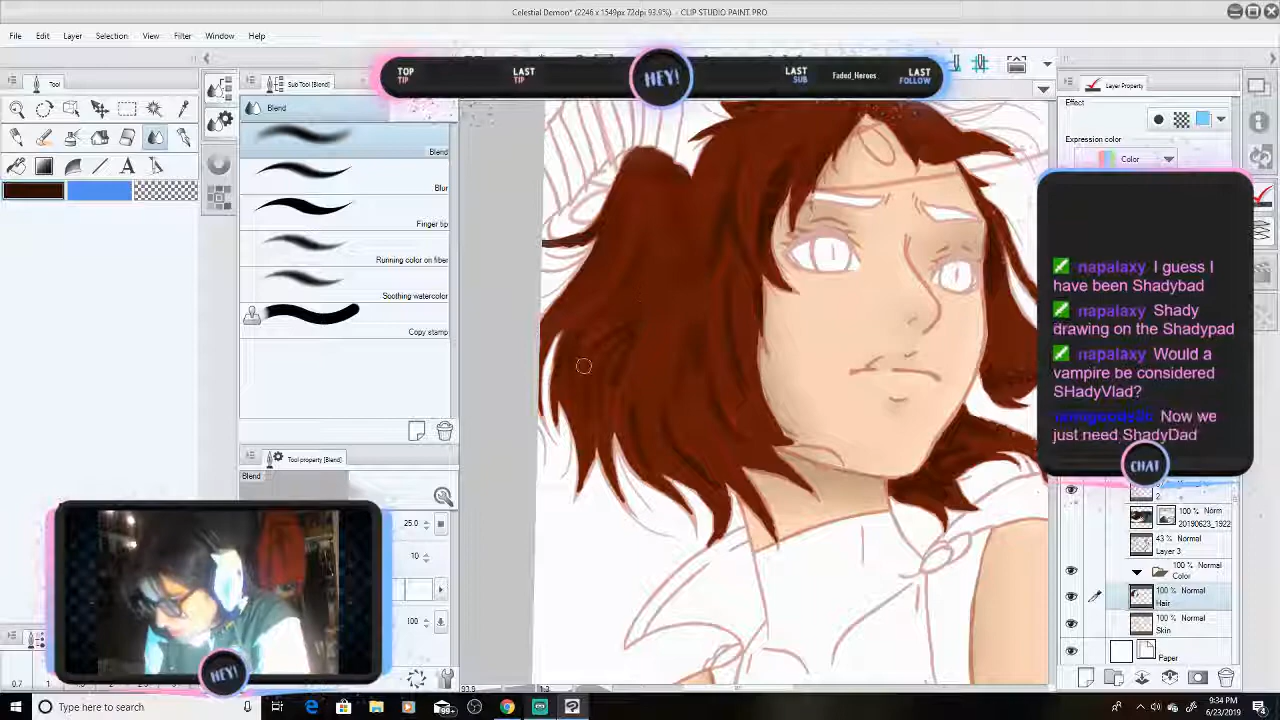 Celestial Demon* (2246 x 1549px 72dpi 93.9%) - CLIP STUDIO PAINT PRO
File Edit Layer Selection View Filter Window Help
TOP TIP
LAST TIP
HEY!
LAST SUB
Faded_Heroes
LAST FOLLOW
Sub Tool [Blend]
Blend
Blend
Blur
Finger tip
Running color on fiber
Soothing watercolor
Copy stamp
Tool property [Blend]
Blend
25.0
10
100
HEY!
Layer Property
Effect
Expression color
Color
napalaxy I guess I
have been Shadybad
napalaxy Shady
drawing on the Shadypad
napalaxy Would a
vampire be considered
SHadyVlad?
Now we
just need ShadyDad
CHAT
2
100 % Norm
20190623_1922
Normal
Layer 3
100 % Normal
Color
100 % Normal
Hair
100 % Normal
Skin
Paper
Type here to search
9:34 PM
6/23/2019